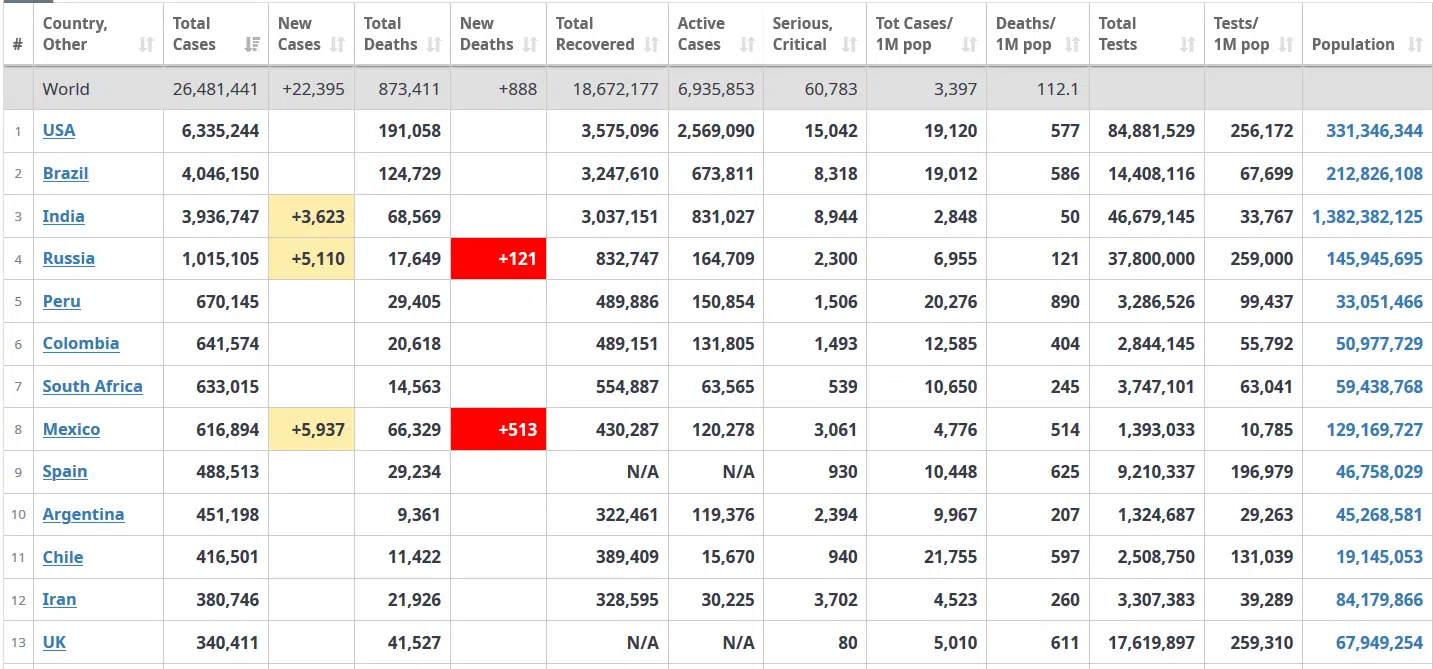 # Country, Other Total Cases New Cases Total Deaths New Deaths Total Recovered Active Cases Serious, Critical Tot Cases/ 1M pop Deaths/ 1M pop Total Tests Tests/ 1M pop Population
World 26,481,441 +22,395 873,411 +888 18,672,177 6,935,853 60,783 3,397 112.1
1 USA 6,335,244 191,058 3,575,096 2,569,090 15,042 19,120 577 84,881,529 256,172 331,346,344
2 Brazil 4,046,150 124,729 3,247,610 673,811 8,318 19,012 586 14,408,116 67,699 212,826,108
3 India 3,936,747 +3,623 68,569 3,037,151 831,027 8,944 2,848 50 46,679,145 33,767 1,382,382,125
4 Russia 1,015,105 +5,110 17,649 +121 832,747 164,709 2,300 6,955 121 37,800,000 259,000 145,945,695
5 Peru 670,145 29,405 489,886 150,854 1,506 20,276 890 3,286,526 99,437 33,051,466
6 Colombia 641,574 20,618 489,151 131,805 1,493 12,585 404 2,844,145 55,792 50,977,729
7 South Africa 633,015 14,563 554,887 63,565 539 10,650 245 3,747,101 63,041 59,438,768
8 Mexico 616,894 +5,937 66,329 +513 430,287 120,278 3,061 4,776 514 1,393,033 10,785 129,169,727
9 Spain 488,513 29,234 N/A N/A 930 10,448 625 9,210,337 196,979 46,758,029
10 Argentina 451,198 9,361 322,461 119,376 2,394 9,967 207 1,324,687 29,263 45,268,581
11 Chile 416,501 11,422 389,409 15,670 940 21,755 597 2,508,750 131,039 19,145,053
12 Iran 380,746 21,926 328,595 30,225 3,702 4,523 260 3,307,383 39,289 84,179,866
13 UK 340,411 41,527 N/A N/A 80 5,010 611 17,619,897 259,310 67,949,254